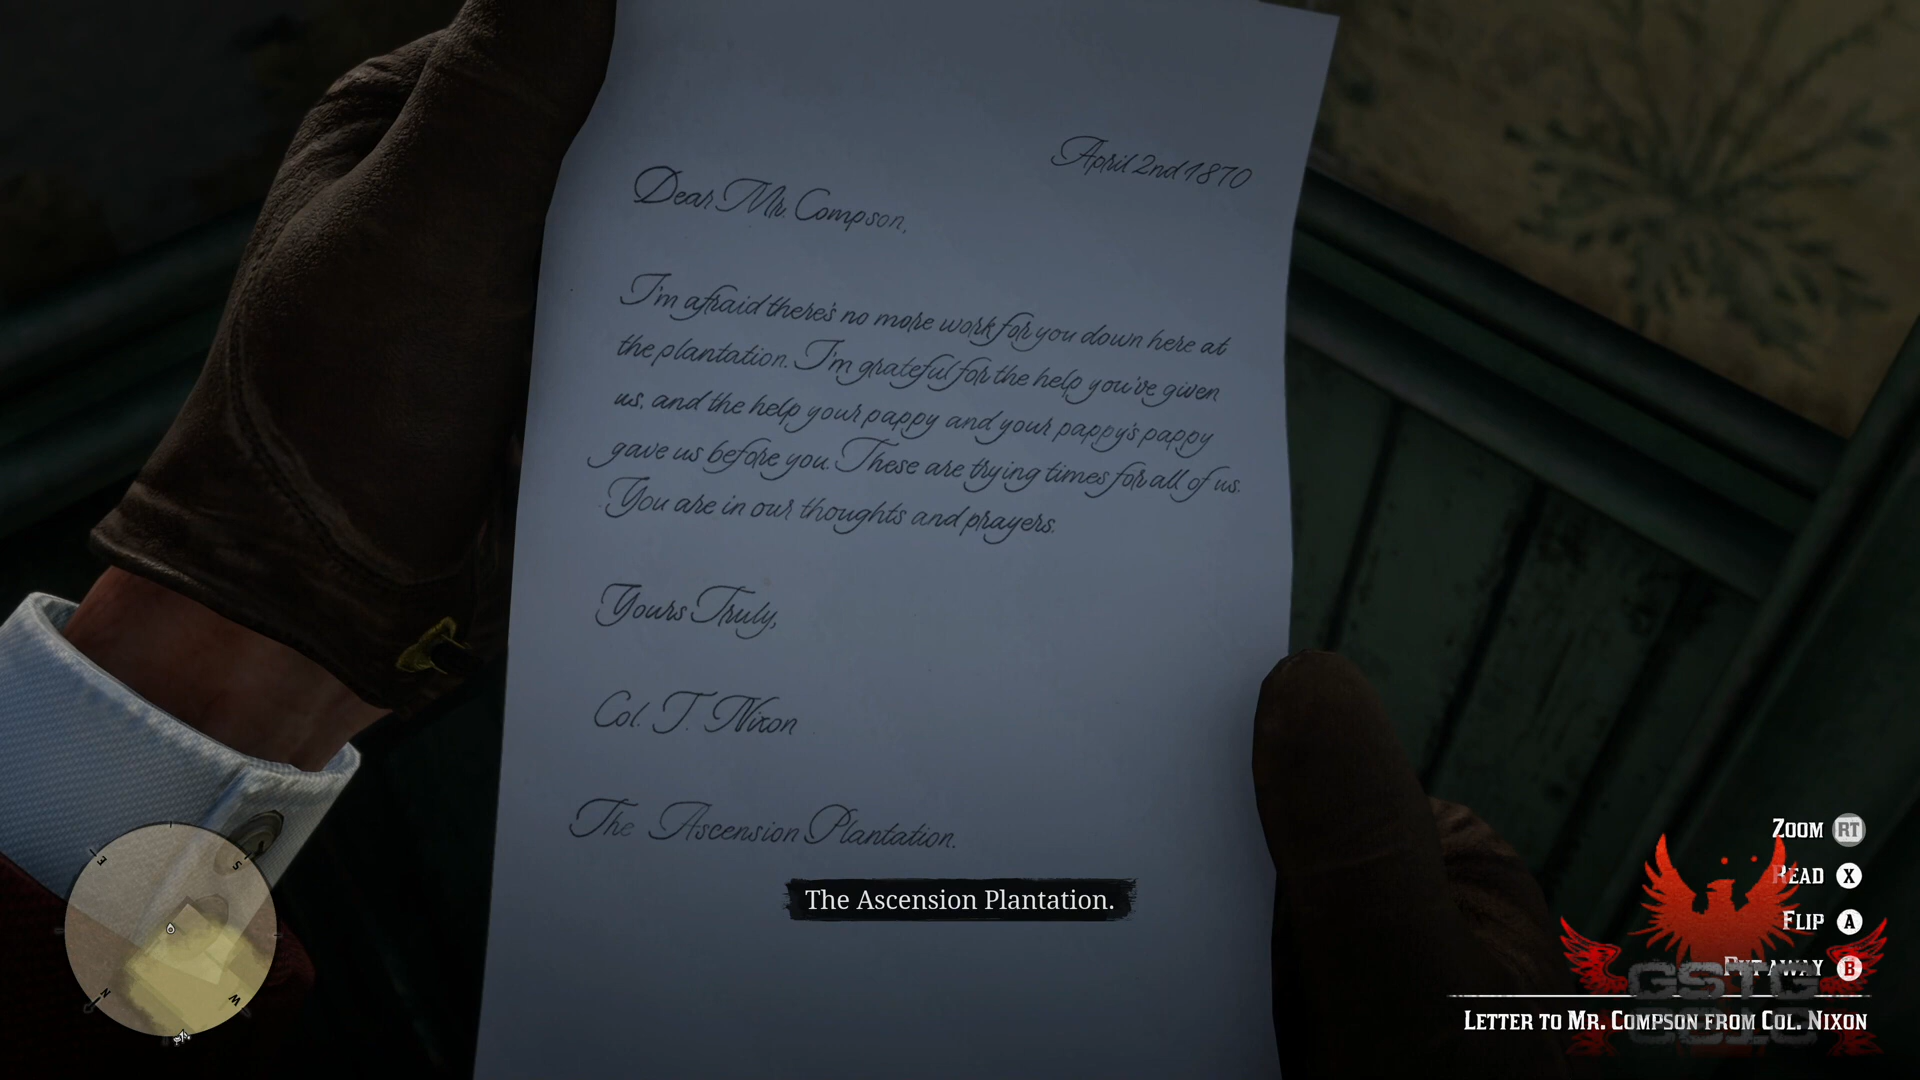 April 2nd 1870
Dear Mr. Compson,
I'm afraid there's no more work for you down here at
the plantation. I'm grateful for the help you've given
us, and the help your pappy and your pappy's pappy
gave us before you. These are trying times for all of us.
You are in our thoughts and prayers.
Yours Truly,
Col. T. Nixon
The Ascension Plantation.
The Ascension Plantation.
ZOOM RT
READ X
FLIP A
PUT AWAY B
GSTG
LETTER TO MR. COMPSON FROM COL. NIXON
E
S
N
W